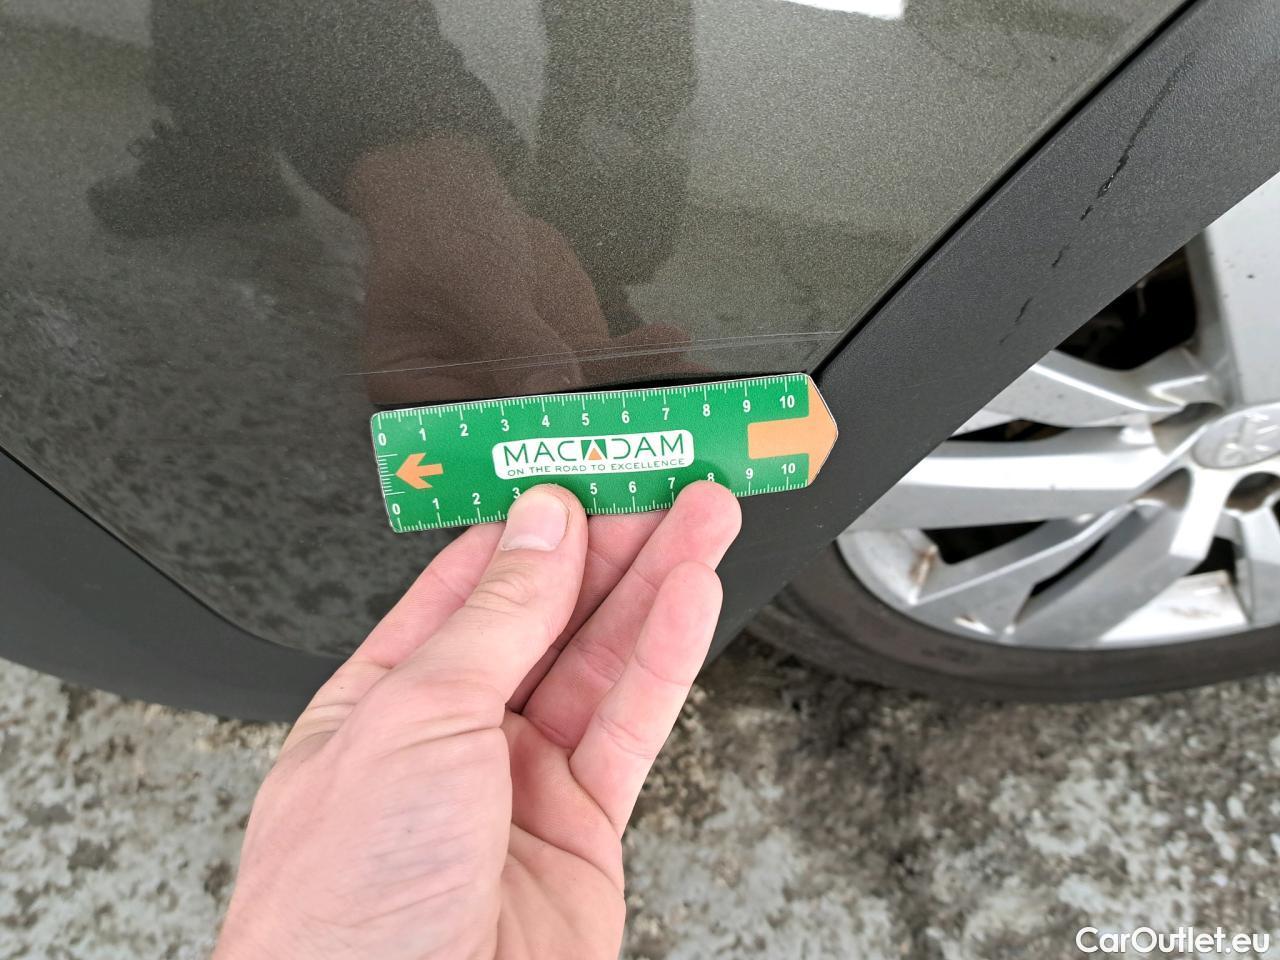 0 1 2 3 4 5 6 7 8 9 10
MACADAM
ON THE ROAD TO EXCELLENCE
0 1 2 3 5 6 7 8 9 10
CarOutlet.eu